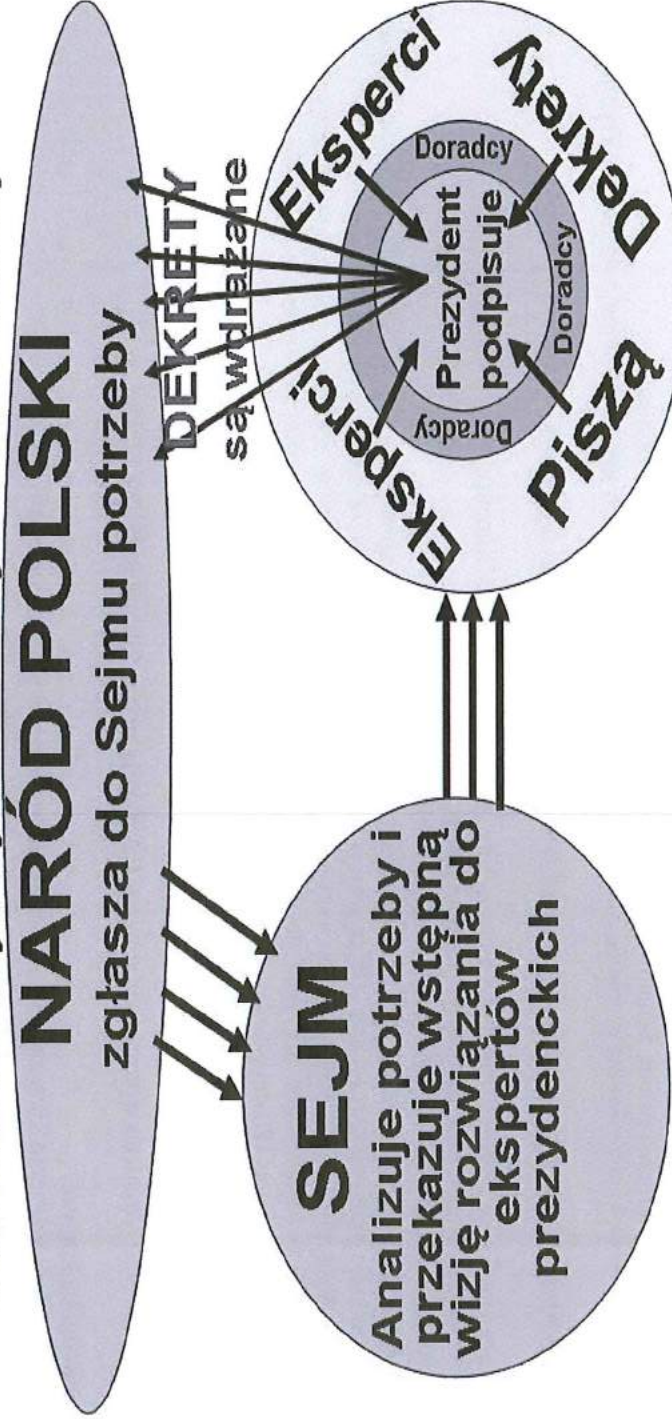 NARÓD POLSKI
zgłasza do Sejmu potrzeby
DEKRETY
są wdrażane
SEJM
Analizuje potrzeby i
przekazuje wstępną
wizję rozwiązania do
ekspertów
prezydenckich
Eksperci
Eksperci
Piszą
Dekrety
Doradcy
Doradcy
Doradcy
Prezydent
podpisuje